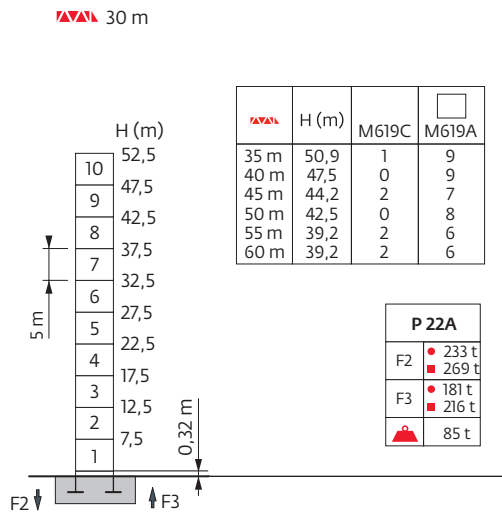 30 m
H (m)
52,5
10
47,5
9
42,5
8
37,5
7
32,5
6
27,5
5
22,5
4
17,5
3
12,5
2
7,5
1
5 m
0,32 m
F2
F3
H (m) M619C M619A
35 m 50,9 1 9
40 m 47,5 0 9
45 m 44,2 2 7
50 m 42,5 0 8
55 m 39,2 2 6
60 m 39,2 2 6
P 22A
F2 233 t
269 t
F3 181 t
216 t
85 t